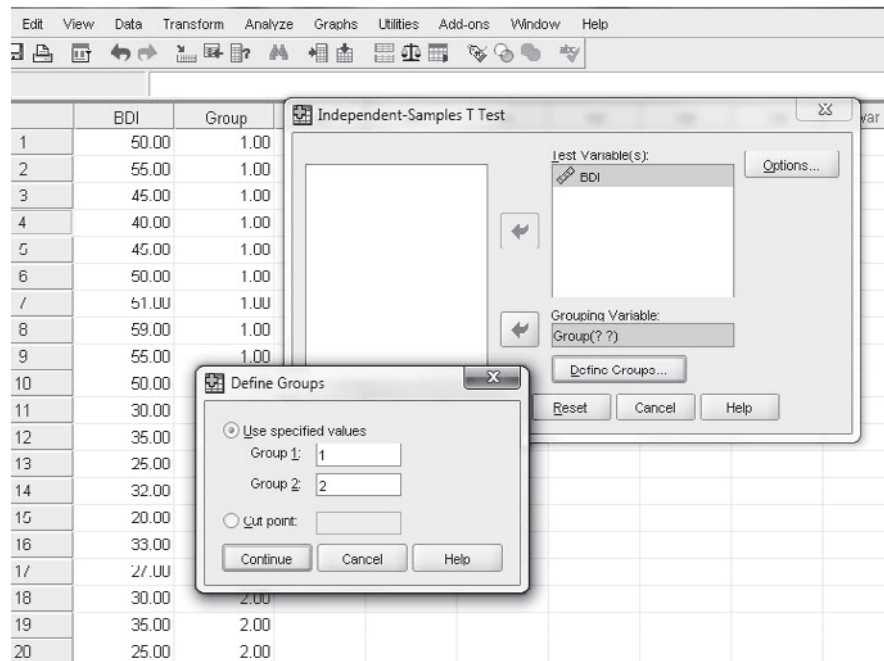 Edit View Data Transform Analyze Graphs Utilities Add-ons Window Help
BDI Group var
1 50.00 1.00
2 55.00 1.00
3 45.00 1.00
4 40.00 1.00
5 45.00 1.00
6 50.00 1.00
7 51.00 1.00
8 59.00 1.00
9 55.00 1.00
10 50.00
11 30.00
12 35.00
13 25.00
14 32.00
15 20.00
16 33.00
17 27.00
18 30.00 2.00
19 35.00 2.00
20 25.00 2.00
Independent-Samples T Test
Test Variable(s):
BDI
Options...
Grouping Variable:
Group(? ?)
Define Groups...
Reset Cancel Help
Define Groups
Use specified values
Group 1: 1
Group 2: 2
Cut point:
Continue Cancel Help